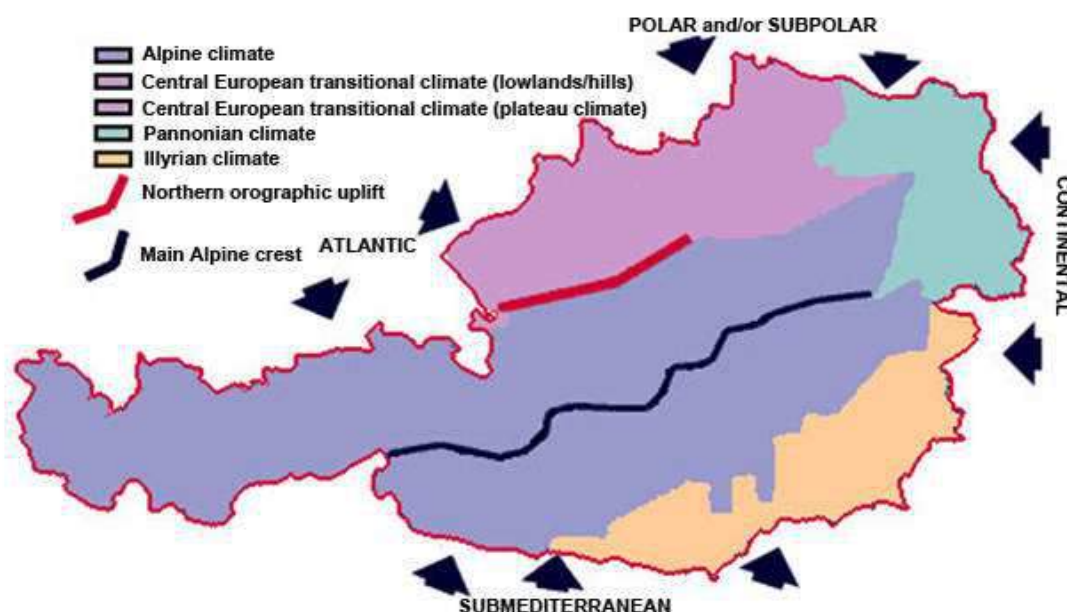 POLAR and/or SUBPOLAR
Alpine climate
Central European transitional climate (lowlands/hills)
Central European transitional climate (plateau climate)
Pannonian climate
Illyrian climate
Northern orographic uplift
Main Alpine crest
ATLANTIC
CONTINENTAL
SUBMEDITERRANEAN